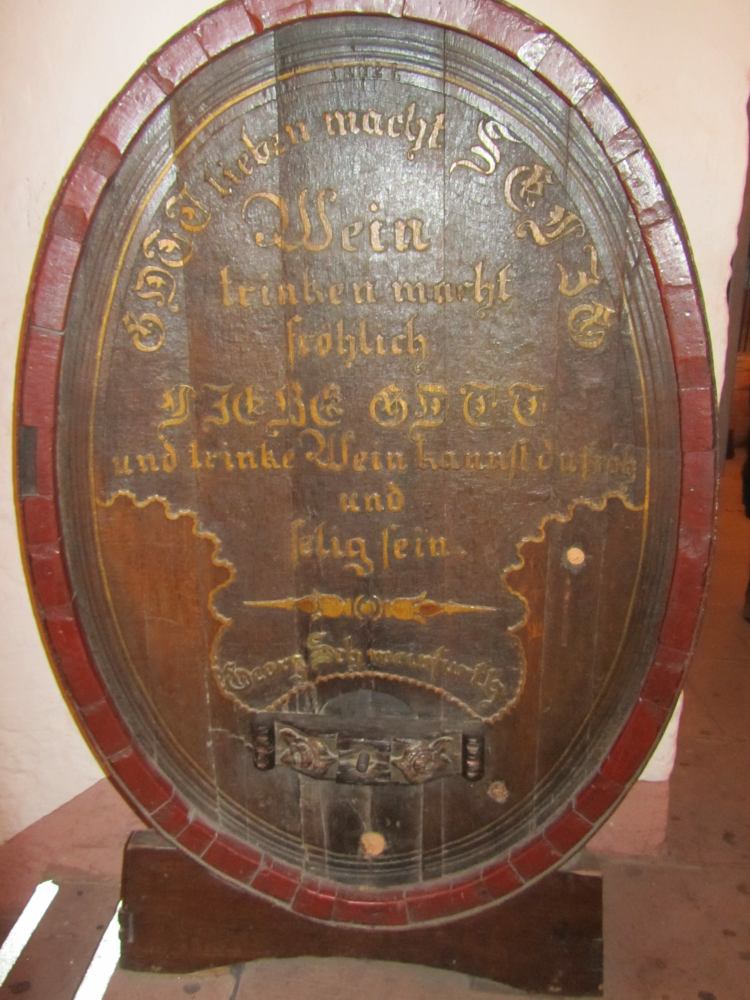 GOTT lieben macht SELIG
Wein
trinken macht
fröhlich
LIEBE GOTT
und trinke Wein kannst du froh
und
selig sein.
Georg